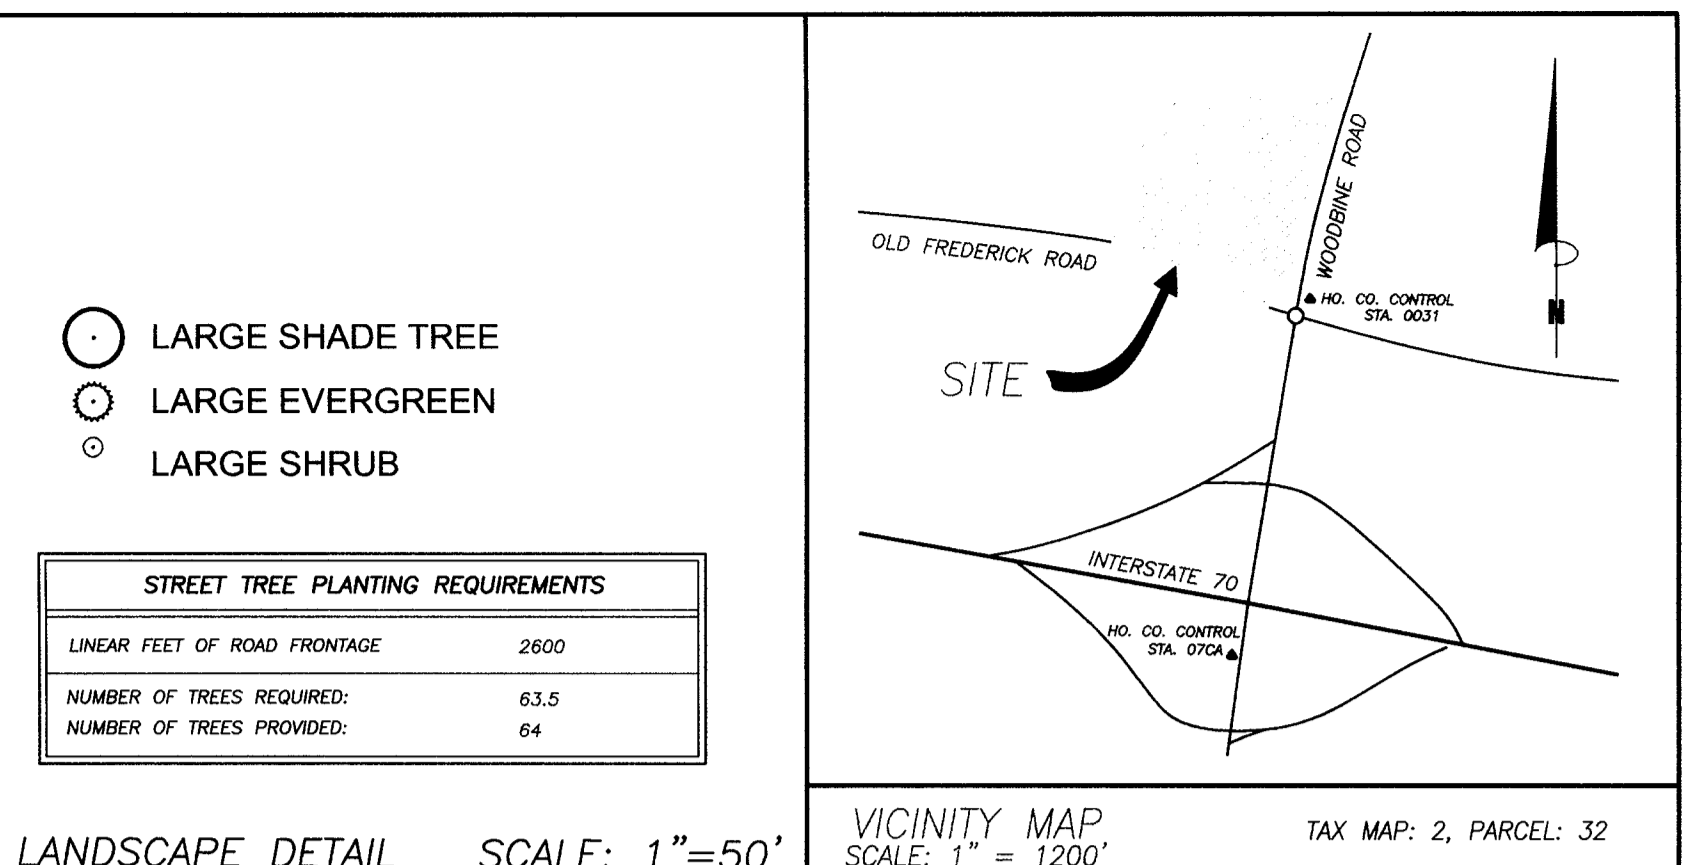 LARGE SHADE TREE
LARGE EVERGREEN
LARGE SHRUB
STREET TREE PLANTING REQUIREMENTS
LINEAR FEET OF ROAD FRONTAGE 2600
NUMBER OF TREES REQUIRED: 63.5
NUMBER OF TREES PROVIDED: 64
LANDSCAPE DETAIL SCALE: 1"=50'
WOODBINE ROAD
OLD FREDERICK ROAD
HO. CO. CONTROL
STA. 0031
N
SITE
INTERSTATE 70
HO. CO. CONTROL
STA. 07CA
VICINITY MAP
SCALE: 1" = 1200'
TAX MAP: 2, PARCEL: 32